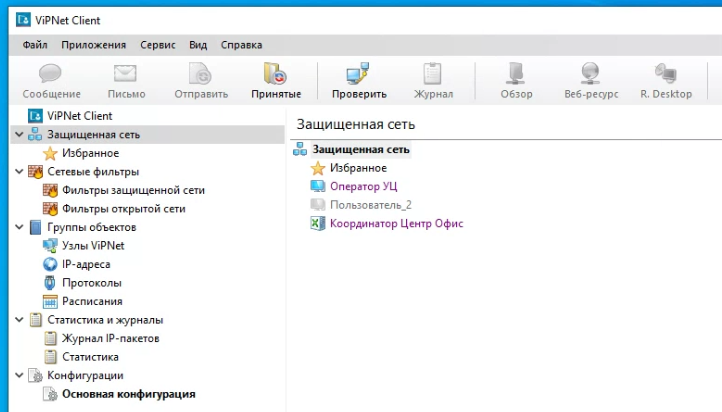 ViPNet Client
Файл Приложения Сервис Вид Справка
Сообщение Письмо Отправить Принятые Проверить Журнал Обзор Веб-ресурс R. Desktop
ViPNet Client
Защищенная сеть
Избранное
Сетевые фильтры
Фильтры защищенной сети
Фильтры открытой сети
Группы объектов
Узлы ViPNet
IP-адреса
Протоколы
Расписания
Статистика и журналы
Журнал IP-пакетов
Статистика
Конфигурации
Основная конфигурация
Защищенная сеть
Защищенная сеть
Избранное
Оператор УЦ
Пользователь_2
Координатор Центр Офис